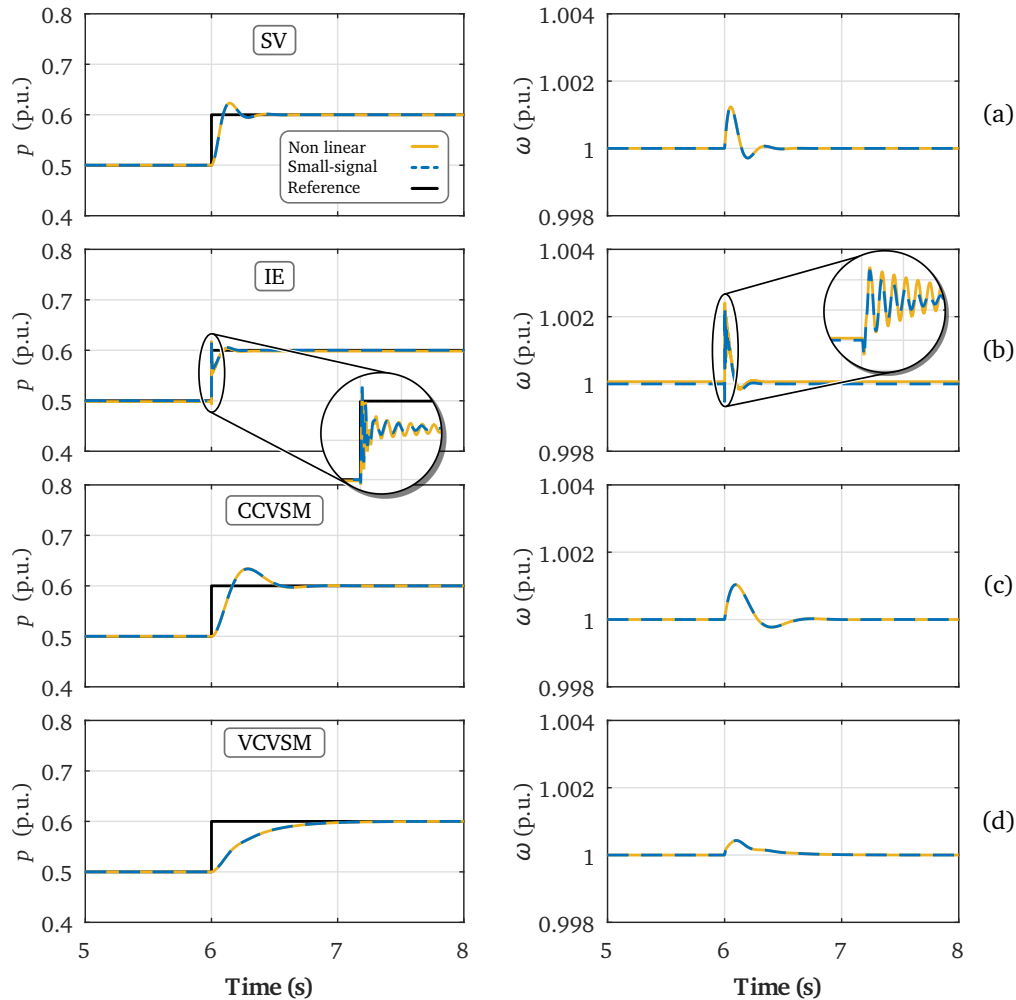 0.8
0.7
0.6
0.5
0.4
p (p.u.)
SV
Non linear
Small-signal
Reference
1.004
1.002
1
0.998
ω (p.u.)
(a)
0.8
0.7
0.6
0.5
0.4
p (p.u.)
IE
1.004
1.002
1
0.998
ω (p.u.)
(b)
0.8
0.7
0.6
0.5
0.4
p (p.u.)
CCVSM
1.004
1.002
1
0.998
ω (p.u.)
(c)
0.8
0.7
0.6
0.5
0.4
p (p.u.)
VCVSM
5 6 7 8
Time (s)
1.004
1.002
1
0.998
ω (p.u.)
(d)
5 6 7 8
Time (s)